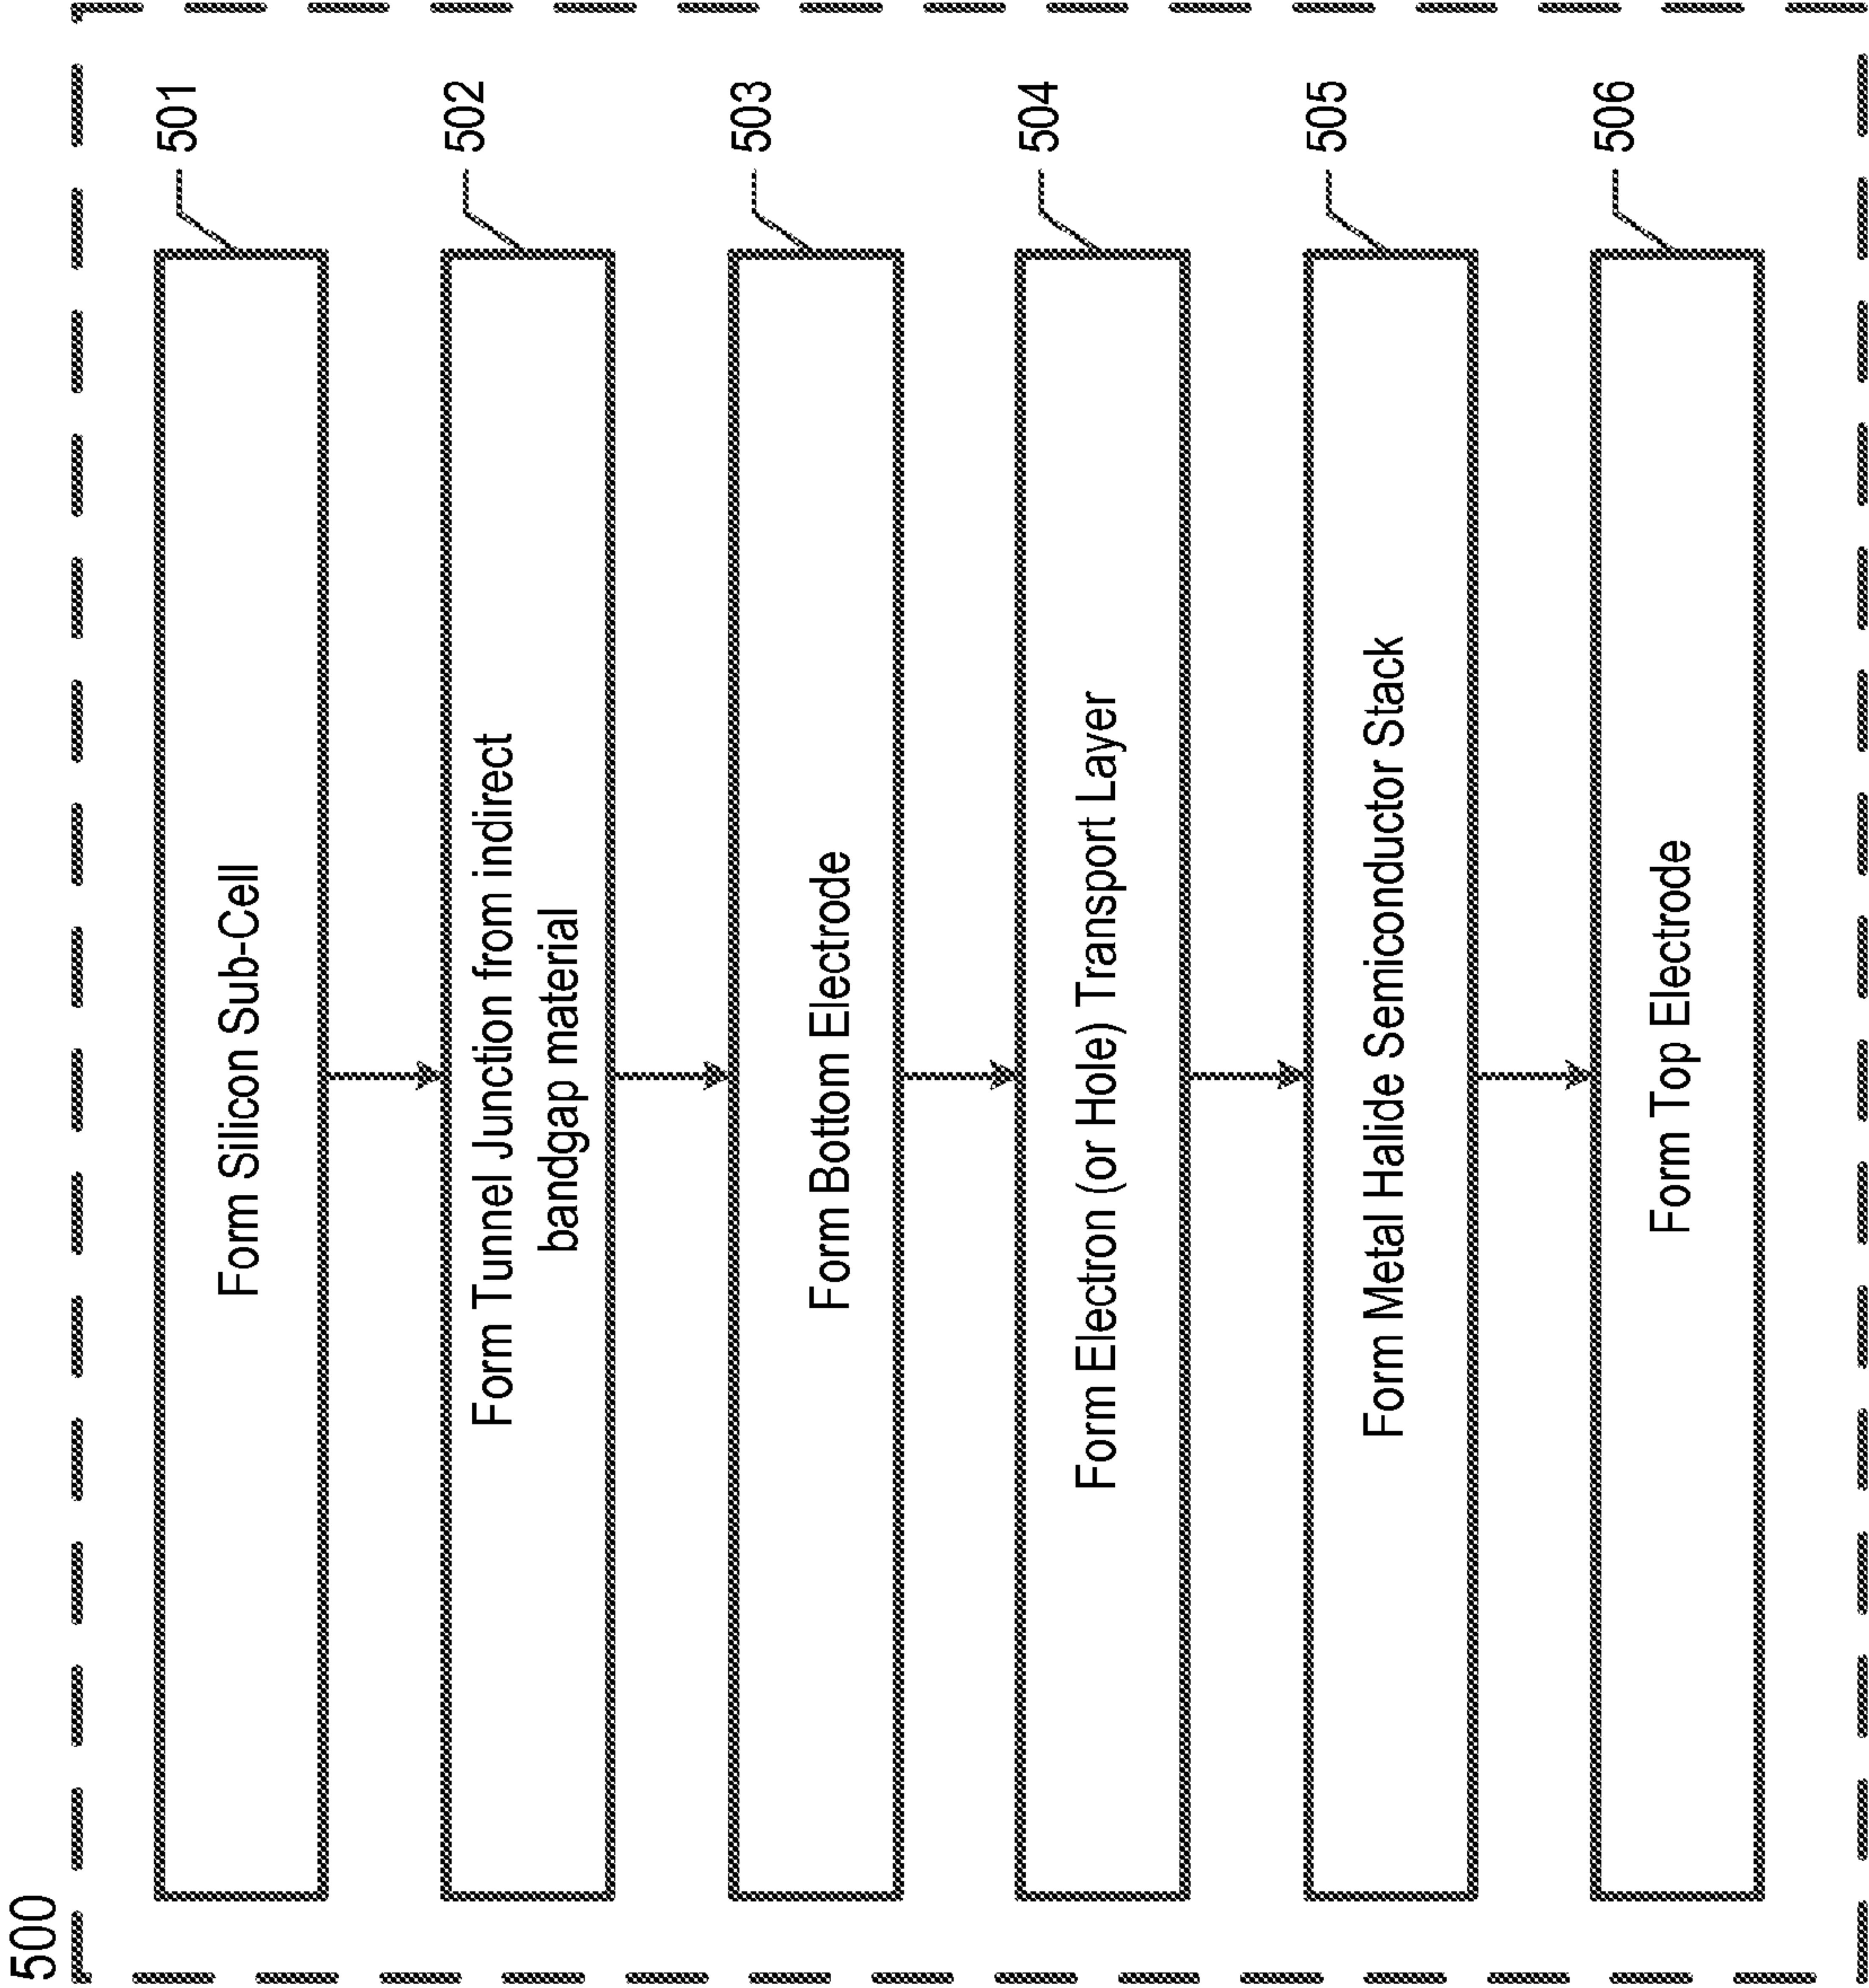 500
501
Form Silicon Sub-Cell
502
Form Tunnel Junction from indirect
bandgap material
503
Form Bottom Electrode
504
Form Electron (or Hole) Transport Layer
505
Form Metal Halide Semiconductor Stack
506
Form Top Electrode